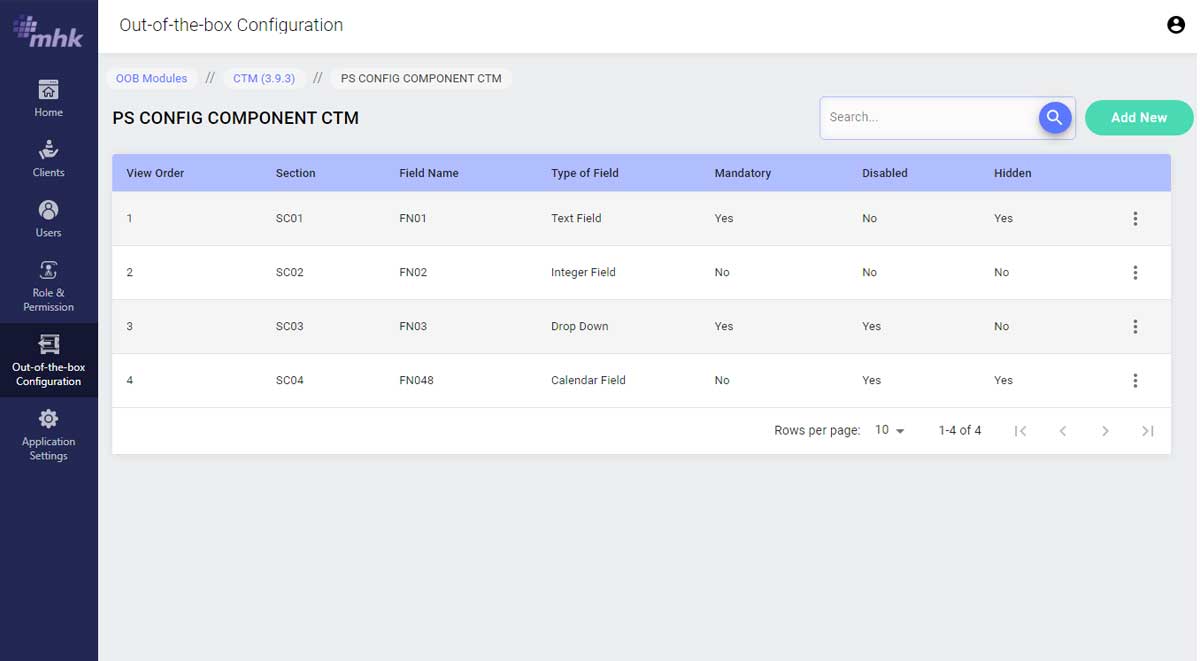 mhk
Out-of-the-box Configuration
Home
Clients
Users
Role &
Permission
Out-of-the-box
Configuration
Application
Settings
OOB Modules // CTM (3.9.3) // PS CONFIG COMPONENT CTM
PS CONFIG COMPONENT CTM
Search...
Add New
View Order Section Field Name Type of Field Mandatory Disabled Hidden
1 SC01 FN01 Text Field Yes No Yes
2 SC02 FN02 Integer Field No No No
3 SC03 FN03 Drop Down Yes Yes No
4 SC04 FN048 Calendar Field No Yes Yes
Rows per page: 10 1-4 of 4